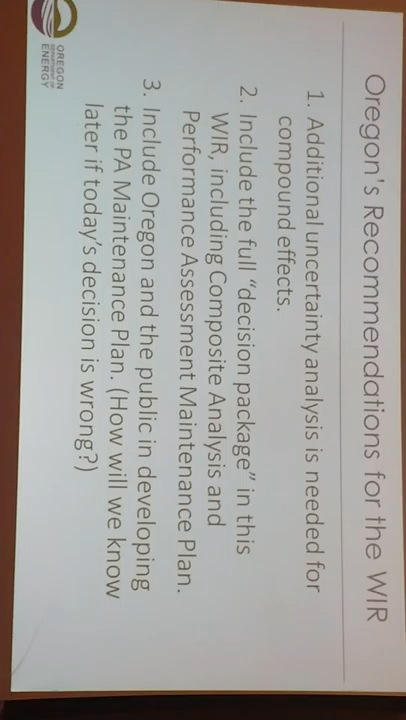 Oregon's Recommendations for the WIR
1. Additional uncertainty analysis is needed for
compound effects.
2. Include the full "decision package" in this
WIR, including Composite Analysis and
Performance Assessment Maintenance Plan.
3. Include Oregon and the public in developing
the PA Maintenance Plan. (How will we know
later if today's decision is wrong?)
OREGON
DEPARTMENT OF
ENERGY